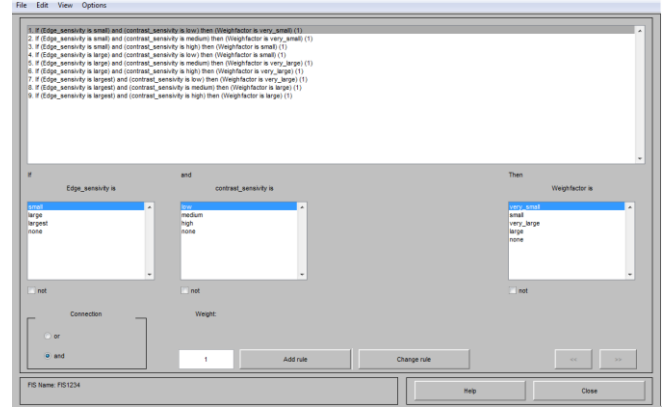 File Edit View Options
1. If (Edge_sensivity is small) and (contrast_sensivity is low) then (Weighfactor is very_small) (1)
2. If (Edge_sensivity is small) and (contrast_sensivity is medium) then (Weighfactor is very_small) (1)
3. If (Edge_sensivity is small) and (contrast_sensivity is high) then (Weighfactor is small) (1)
4. If (Edge_sensivity is large) and (contrast_sensivity is low) then (Weighfactor is small) (1)
5. If (Edge_sensivity is large) and (contrast_sensivity is medium) then (Weighfactor is very_large) (1)
6. If (Edge_sensivity is large) and (contrast_sensivity is high) then (Weighfactor is very_large) (1)
7. If (Edge_sensivity is largest) and (contrast_sensivity is low) then (Weighfactor is very_large) (1)
8. If (Edge_sensivity is largest) and (contrast_sensivity is medium) then (Weighfactor is large) (1)
9. If (Edge_sensivity is largest) and (contrast_sensivity is high) then (Weighfactor is large) (1)
If and Then
Edge_sensivity is contrast_sensivity is Weighfactor is
small low very_small
large medium small
largest high very_large
none none large
none
not not not
Connection Weight:
or
and 1 Add rule Change rule << >>
FIS Name: FIS1234 Help Close